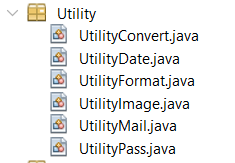 Utility
UtilityConvert.java
UtilityDate.java
UtilityFormat.java
UtilityImage.java
UtilityMail.java
UtilityPass.java